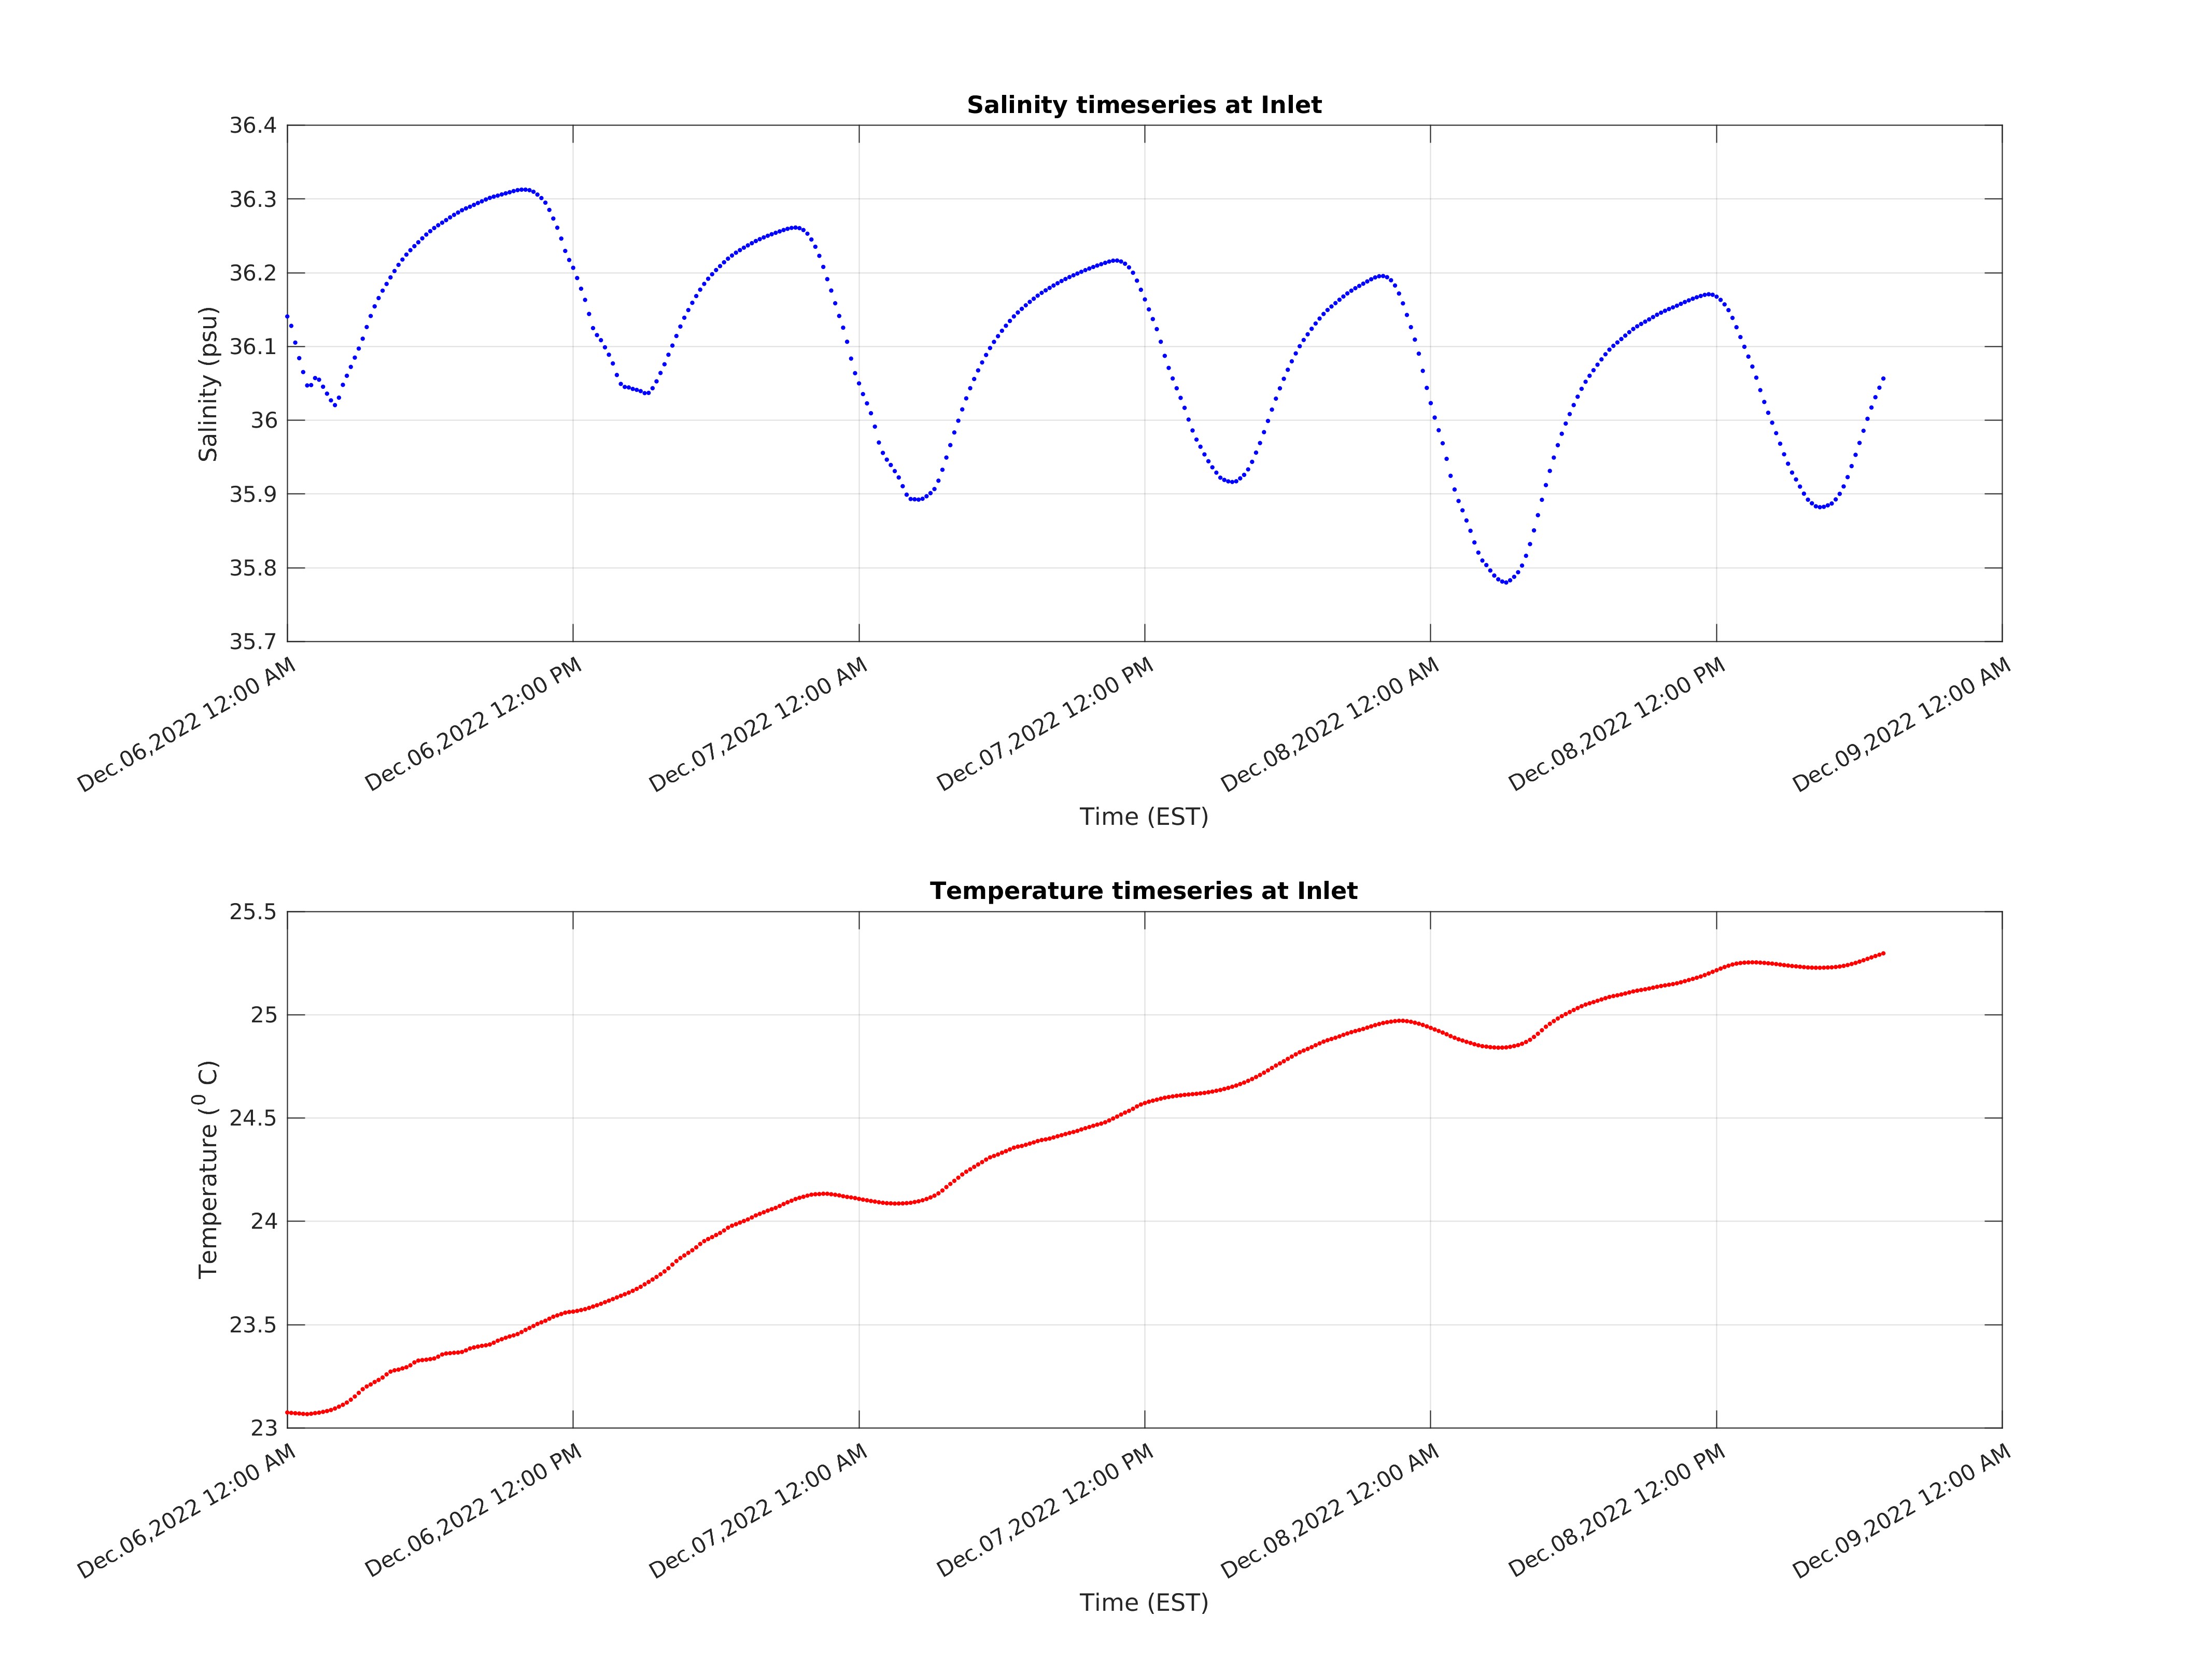 Salinity timeseries at Inlet
Salinity (psu)
36.4
36.3
36.2
36.1
36
35.9
35.8
35.7
Dec.06,2022 12:00 AM
Dec.06,2022 12:00 PM
Dec.07,2022 12:00 AM
Dec.07,2022 12:00 PM
Dec.08,2022 12:00 AM
Dec.08,2022 12:00 PM
Dec.09,2022 12:00 AM
Time (EST)
Temperature timeseries at Inlet
Temperature (⁰ C)
25.5
25
24.5
24
23.5
23
Dec.06,2022 12:00 AM
Dec.06,2022 12:00 PM
Dec.07,2022 12:00 AM
Dec.07,2022 12:00 PM
Dec.08,2022 12:00 AM
Dec.08,2022 12:00 PM
Dec.09,2022 12:00 AM
Time (EST)